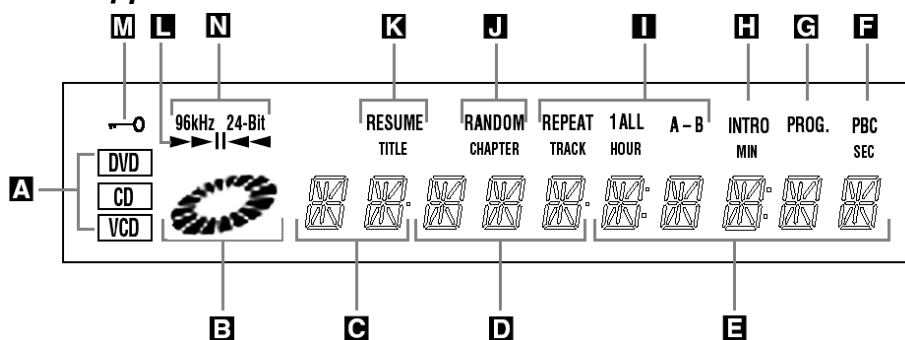 M L N K J I H G F
96kHz 24-Bit RESUME RANDOM REPEAT 1 ALL A – B INTRO PROG. PBC
TITLE CHAPTER TRACK HOUR MIN SEC
A DVD
CD
VCD
B C D E